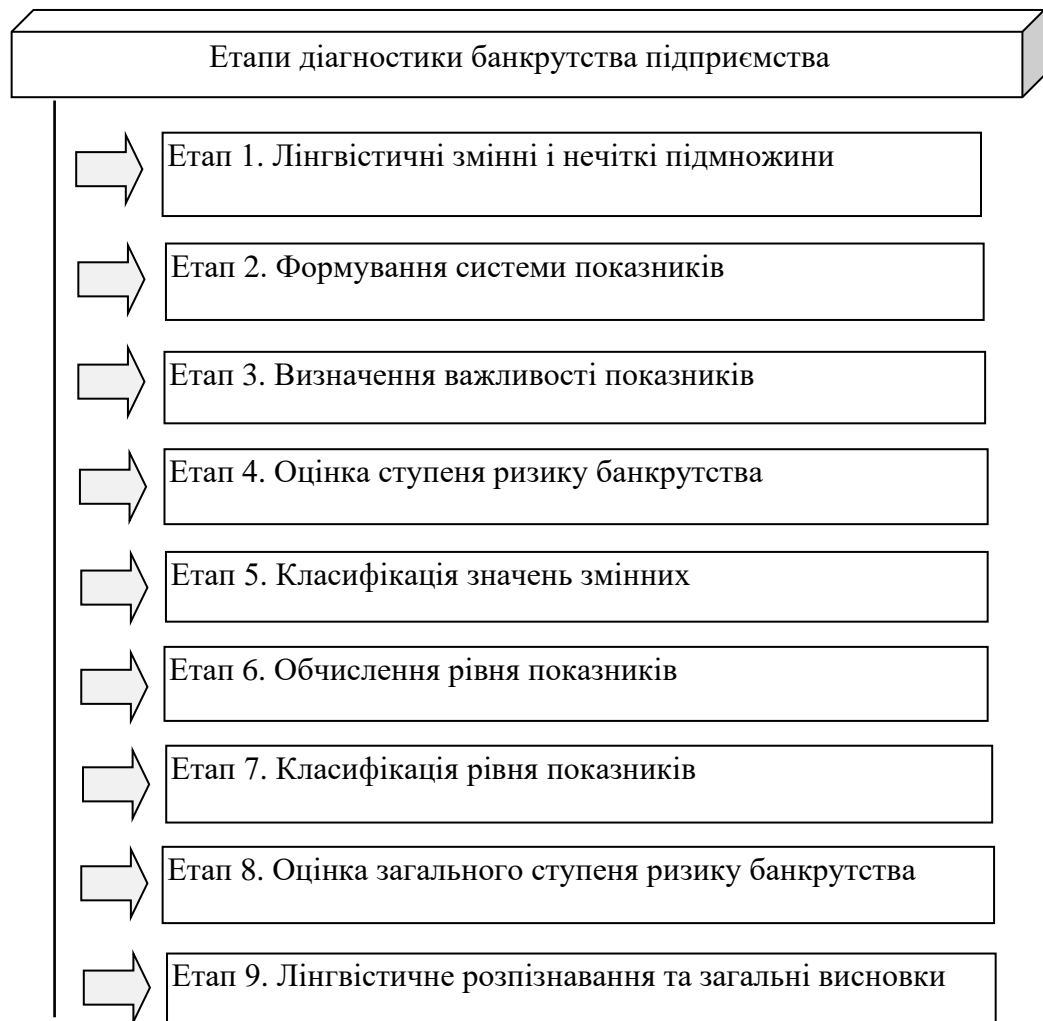 Етапи діагностики банкрутства підприємства
Етап 1. Лінгвістичні змінні і нечіткі підмножини
Етап 2. Формування системи показників
Етап 3. Визначення важливості показників
Етап 4. Оцінка ступеня ризику банкрутства
Етап 5. Класифікація значень змінних
Етап 6. Обчислення рівня показників
Етап 7. Класифікація рівня показників
Етап 8. Оцінка загального ступеня ризику банкрутства
Етап 9. Лінгвістичне розпізнавання та загальні висновки